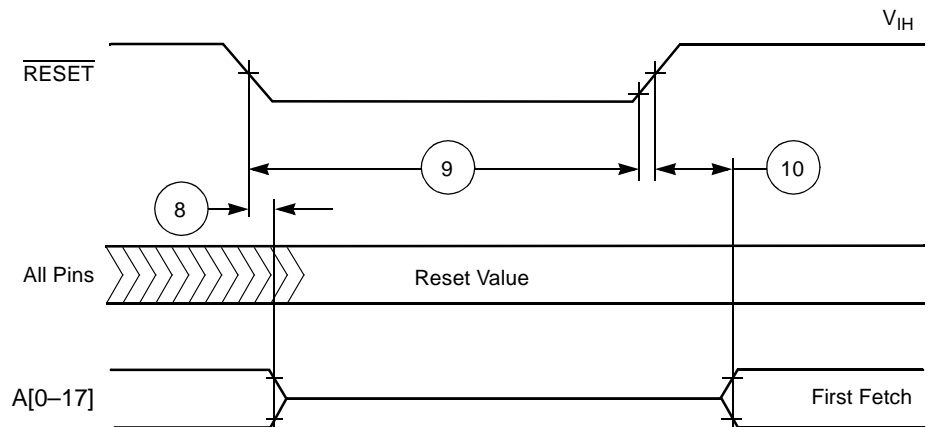 V_IH
RESET
9
10
8
All Pins
Reset Value
A[0–17]
First Fetch